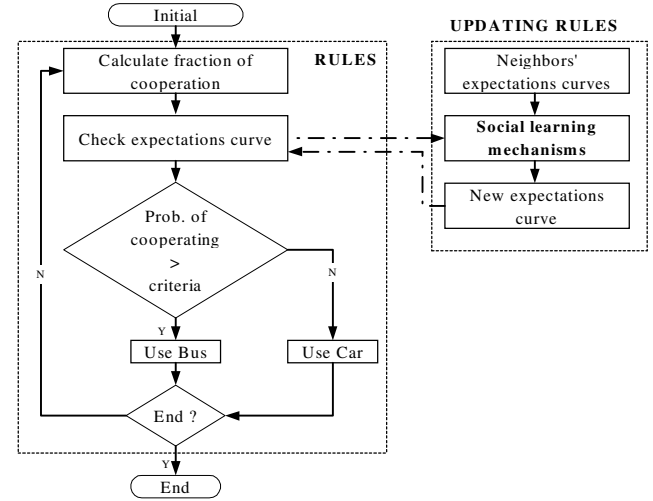 Initial
RULES
Calculate fraction of
cooperation
Check expectations curve
Prob. of
cooperating
>
criteria
N
N
Y
Use Bus
Use Car
End ?
Y
End
UPDATING RULES
Neighbors'
expectations curves
Social learning
mechanisms
New expectations
curve